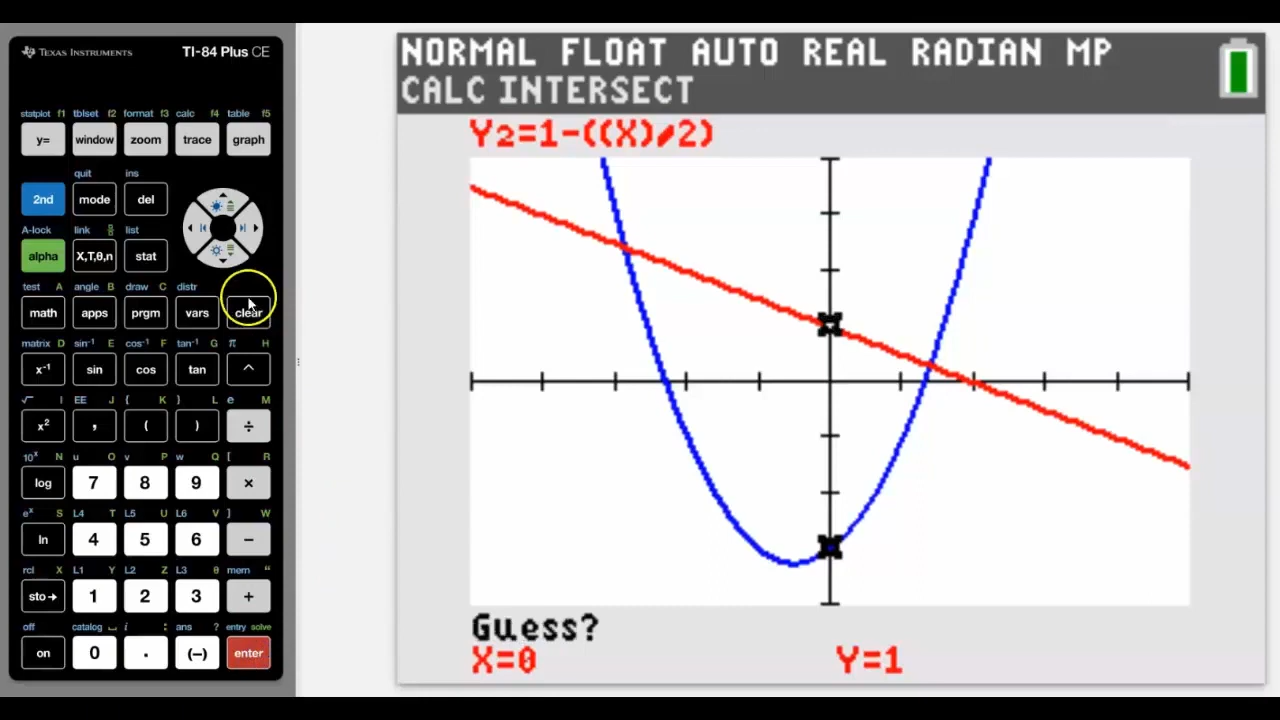 TEXAS INSTRUMENTS TI-84 Plus CE
statplot f1 tblset f2 format f3 calc f4 table f5
y= window zoom trace graph
quit ins
2nd mode del
A-lock link list
alpha X,T,θ,n stat
test A angle B draw C distr
math apps prgm vars clear
matrix D sin⁻¹ E cos⁻¹ F tan⁻¹ G π H
x⁻¹ sin cos tan ^
√ I EE J { K } L e M
x² , ( ) ÷
10ˣ N u O v P w Q [ R
log 7 8 9 ×
eˣ S L4 T L5 U L6 V ] W
ln 4 5 6 −
rcl X L1 Y L2 Z L3 θ mem "
sto→ 1 2 3 +
off catalog ⎵ i : ans ? entry solve
on 0 . (−) enter
NORMAL FLOAT AUTO REAL RADIAN MP
CALC INTERSECT
Y₂=1-((X)/2)
Guess?
X=0 Y=1